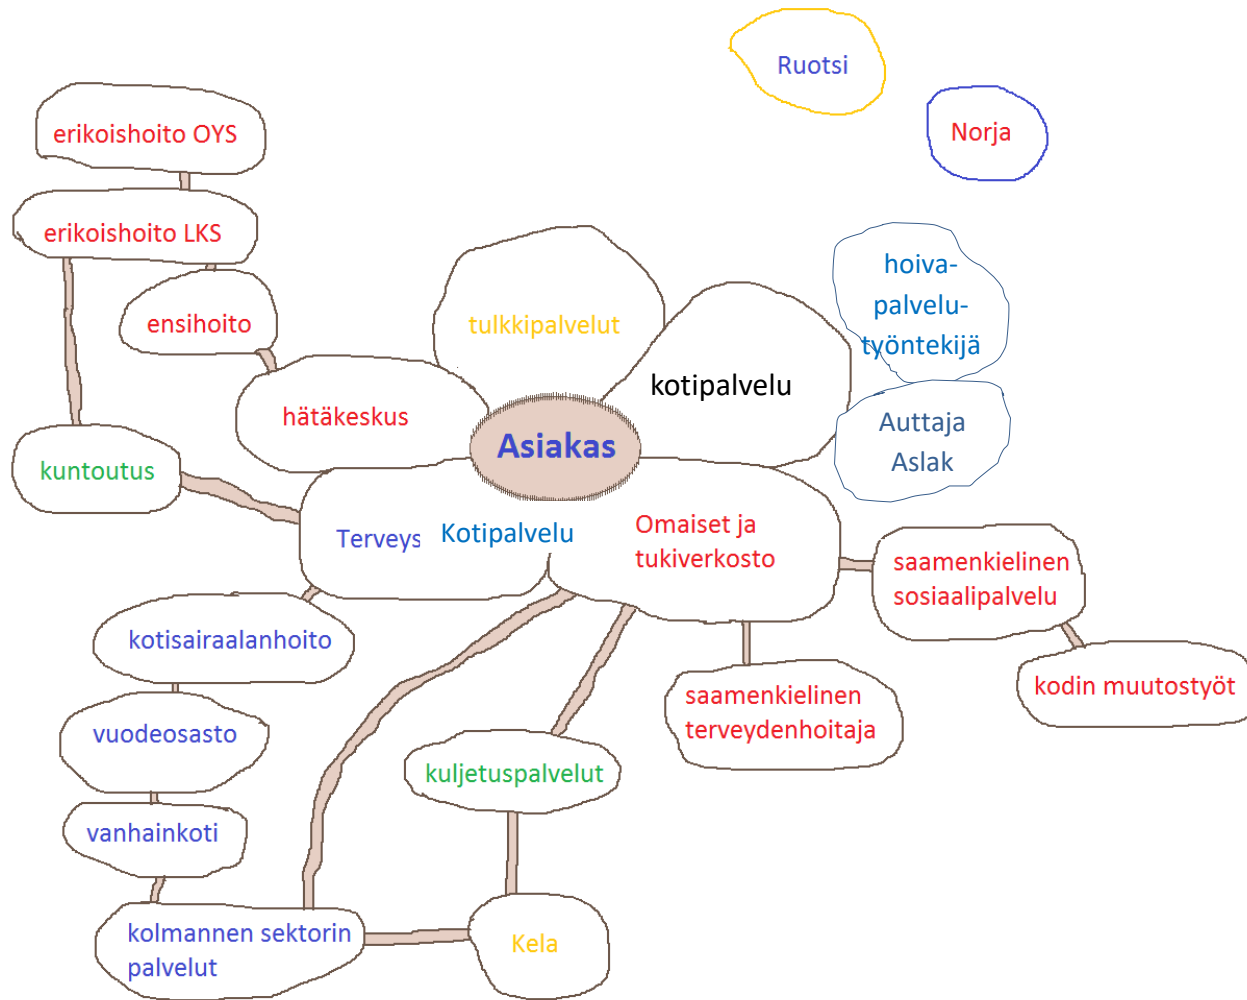 Ruotsi
Norja
erikoishoito OYS
erikoishoito LKS
ensihoito
hätäkeskus
tulkkipalvelut
kotipalvelu
hoiva-
palvelu-
työntekijä
Auttaja
Aslak
Asiakas
kuntoutus
Terveys
Kotipalvelu
Omaiset ja
tukiverkosto
saamenkielinen
sosiaalipalvelu
kodin muutostyöt
saamenkielinen
terveydenhoitaja
kotisairaalanhoito
vuodeosasto
vanhainkoti
kuljetuspalvelut
kolmannen sektorin
palvelut
Kela